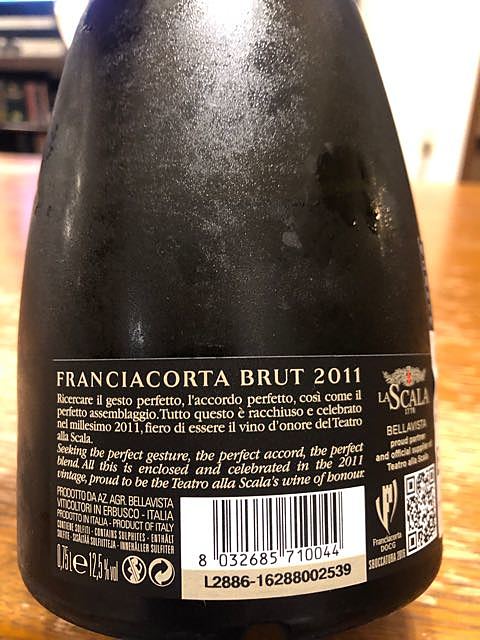 FRANCIACORTA BRUT 2011
Ricercare il gesto perfetto, l'accordo perfetto, così come il
perfetto assemblaggio. Tutto questo è racchiuso e celebrato
nel millesimo 2011, fiero di essere il vino d'onore del Teatro
alla Scala.
Seeking the perfect gesture, the perfect accord, the perfect
blend. All this is enclosed and celebrated in the 2011
vintage, proud to be the Teatro alla Scala's wine of honour.
PRODOTTO DA AZ. AGR. BELLAVISTA
VITICOLTORI IN ERBUSCO - ITALIA
PRODOTTO IN ITALIA - PRODUCT OF ITALY
CONTIENE SOLFITI - CONTAINS SULPHITES - ENTHÄLT
SULFITE - SISÄLTÄÄ SULFIITTEJA - INNEHÅLLER SULFITER
0,75 l e 12,5% vol
8 032685 710044
L2886-16288002539
LA SCALA
1778
BELLAVISTA
proud partner
and official supplier of
Teatro alla Scala
Franciacorta
DOCG
SBOCCATURA